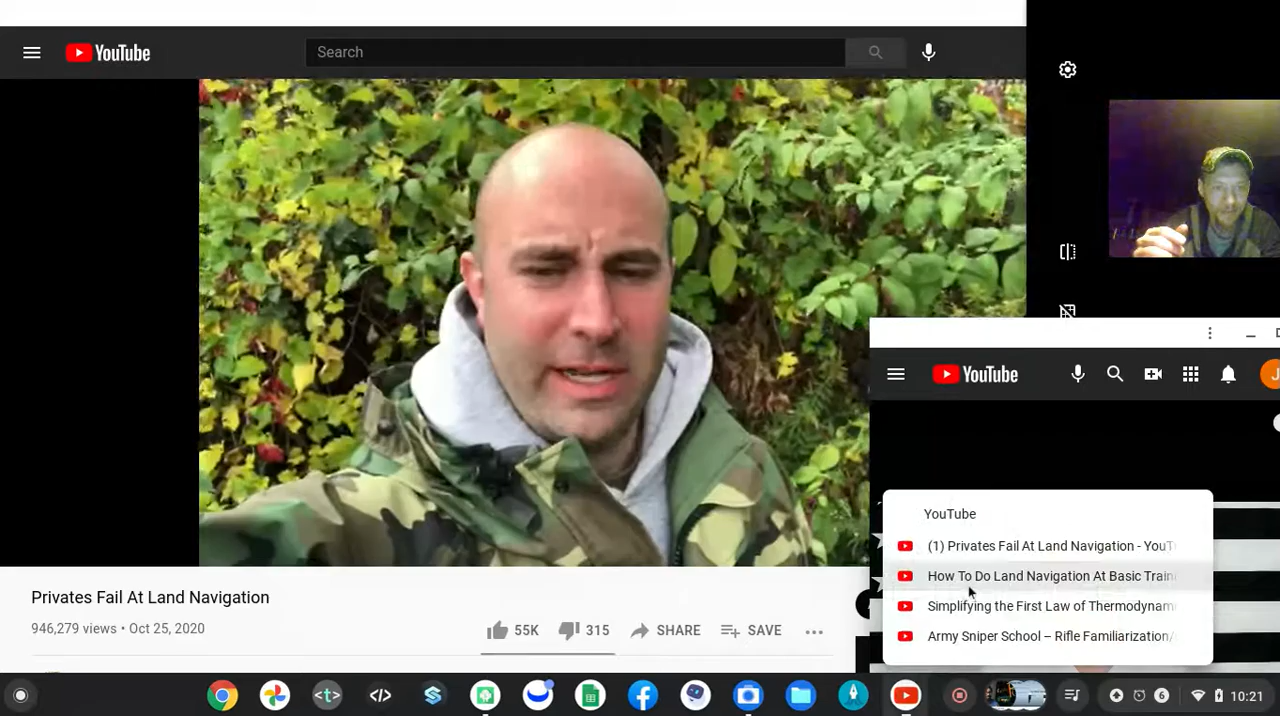 YouTube
Search
YouTube
YouTube
(1) Privates Fail At Land Navigation - YouT
How To Do Land Navigation At Basic Train
Simplifying the First Law of Thermodynam
Army Sniper School – Rifle Familiarization/
Privates Fail At Land Navigation
946,279 views • Oct 25, 2020
55K
315
SHARE
SAVE
6
10:21